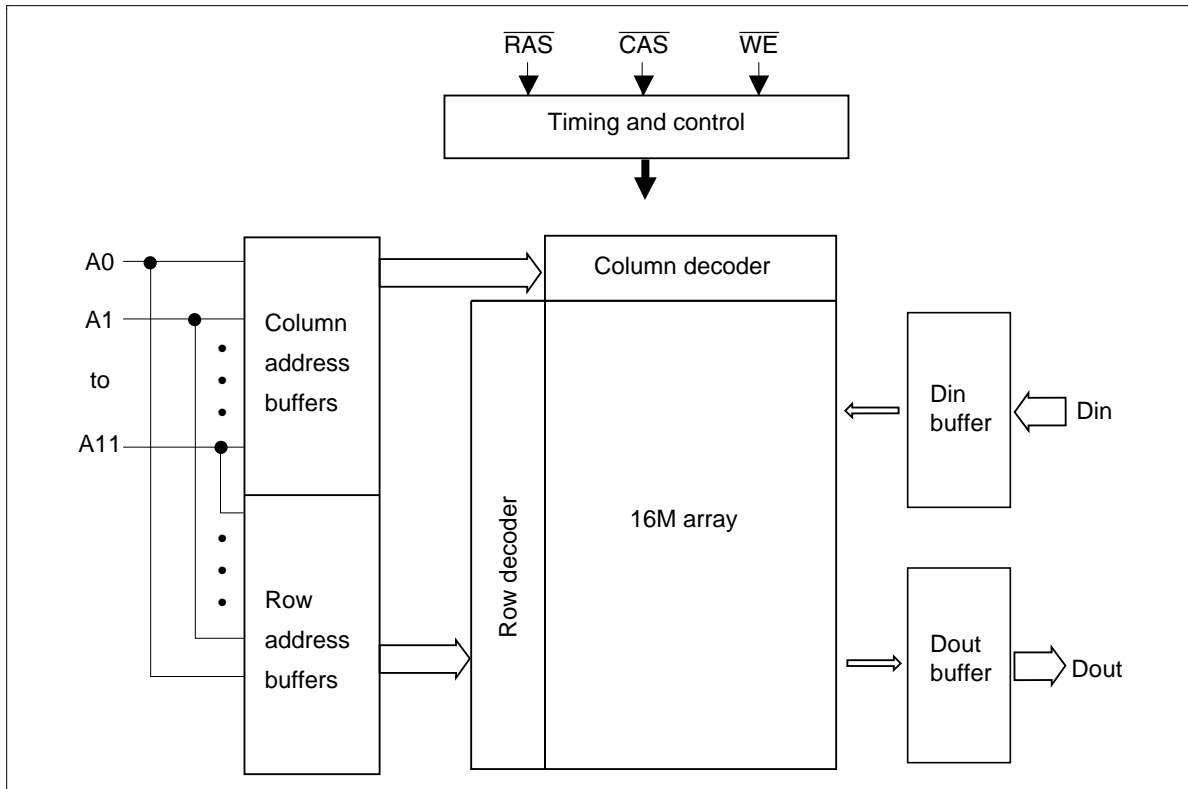 RAS CAS WE
Timing and control
A0
A1
to
A11
Column
address
buffers
Row
address
buffers
Column decoder
Row decoder
16M array
Din
buffer
Din
Dout
buffer
Dout